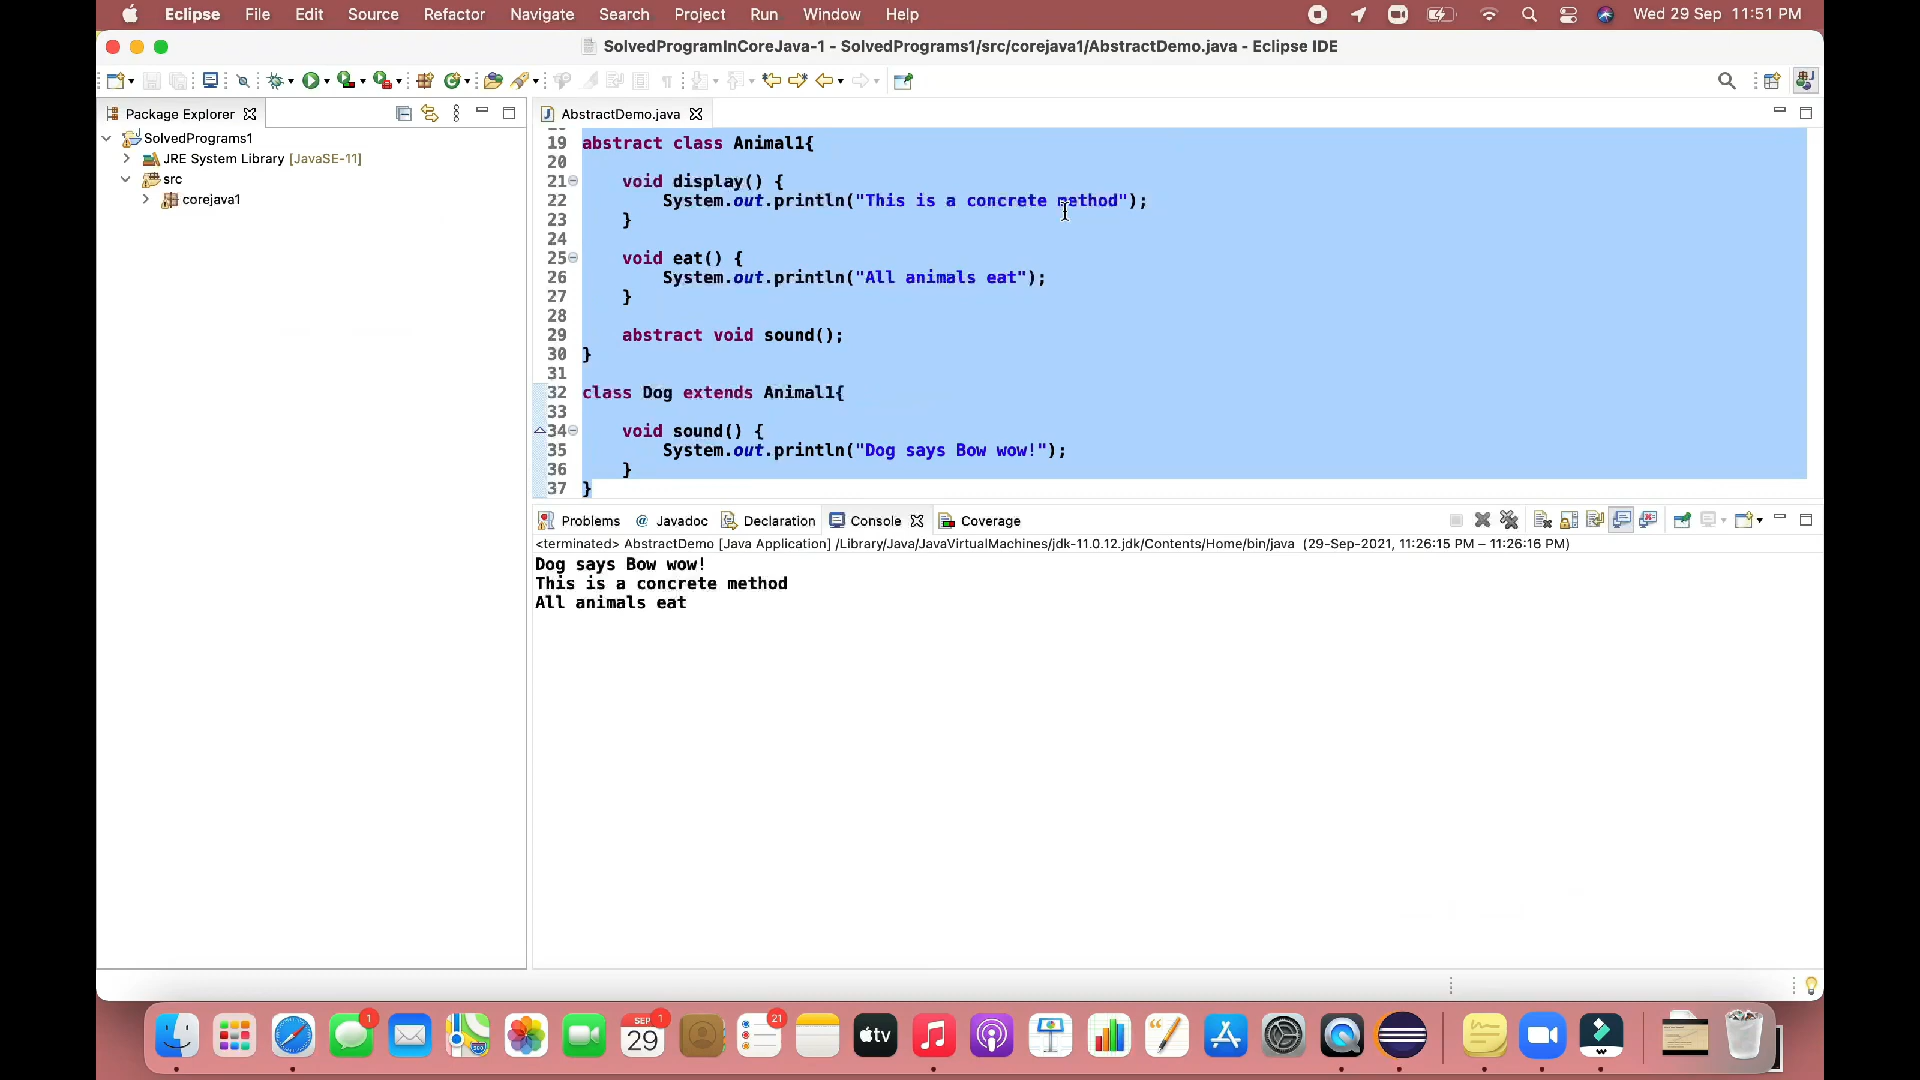 Eclipse File Edit Source Refactor Navigate Search Project Run Window Help Wed 29 Sep 11:51 PM
SolvedProgramInCoreJava-1 - SolvedPrograms1/src/corejava1/AbstractDemo.java - Eclipse IDE
Package Explorer
SolvedPrograms1
JRE System Library [JavaSE-11]
src
corejava1
AbstractDemo.java
19 abstract class Animal1{
20
21 void display() {
22 System.out.println("This is a concrete method");
23 }
24
25 void eat() {
26 System.out.println("All animals eat");
27 }
28
29 abstract void sound();
30 }
31
32 class Dog extends Animal1{
33
34 void sound() {
35 System.out.println("Dog says Bow wow!");
36 }
37 }
Problems @ Javadoc Declaration Console Coverage
<terminated> AbstractDemo [Java Application] /Library/Java/JavaVirtualMachines/jdk-11.0.12.jdk/Contents/Home/bin/java (29-Sep-2021, 11:26:15 PM – 11:26:16 PM)
Dog says Bow wow!
This is a concrete method
All animals eat
1
SEP 1
29
21
tv